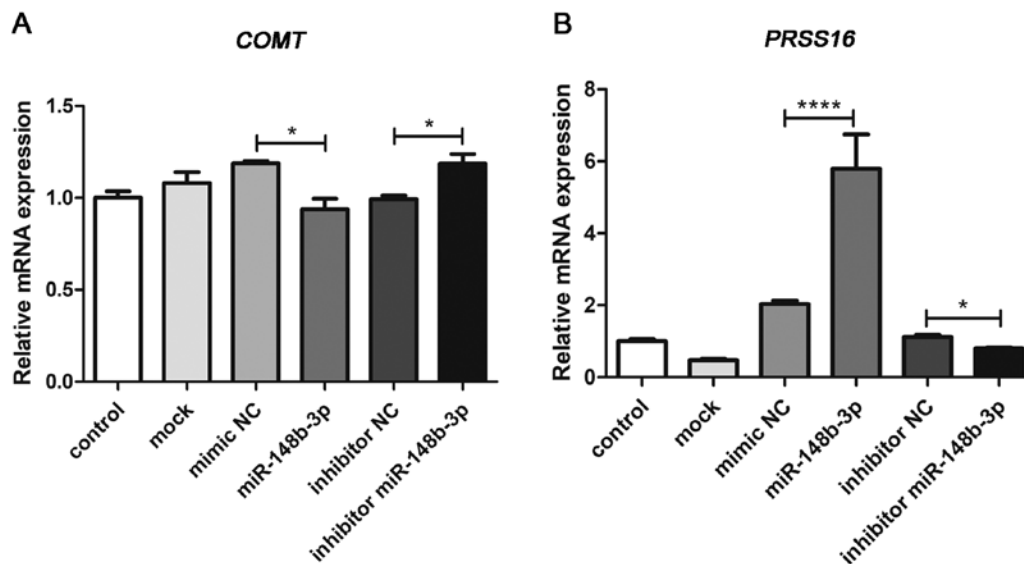 A
COMT
Relative mRNA expression
1.5
1.0
0.5
0.0
*
*
control
mock
mimic NC
miR-148b-3p
inhibitor NC
inhibitor miR-148b-3p
B
PRSS16
Relative mRNA expression
8
6
4
2
0
****
*
control
mock
mimic NC
miR-148b-3p
inhibitor NC
inhibitor miR-148b-3p